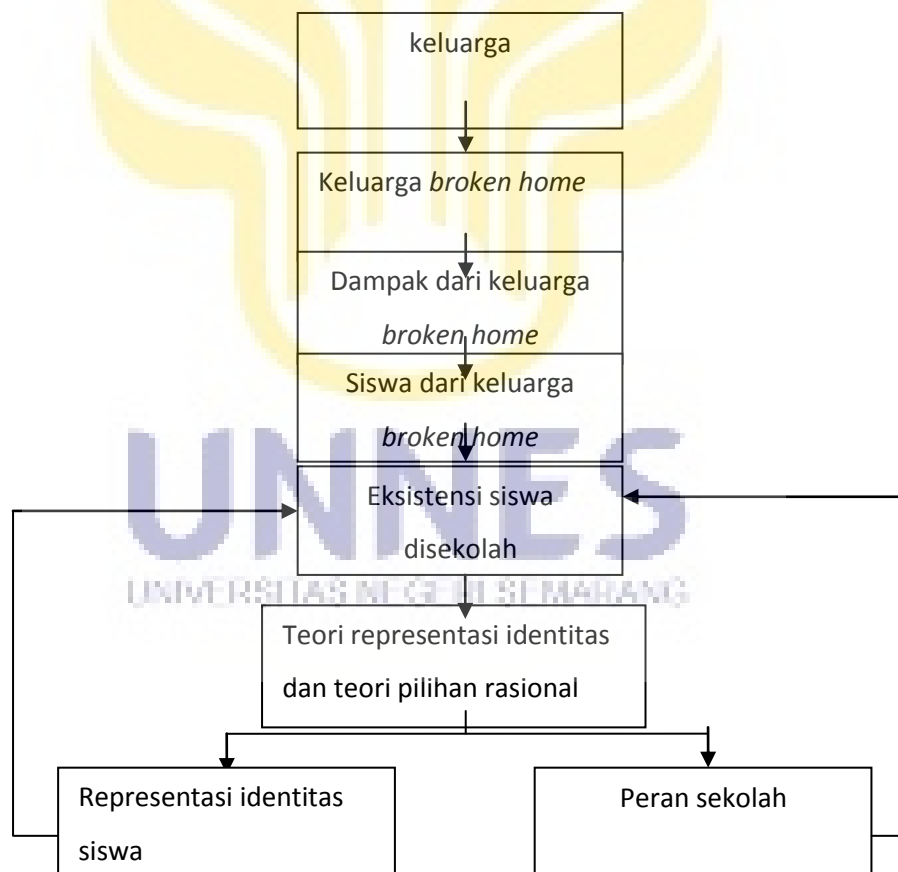 keluarga
Keluarga broken home
Dampak dari keluarga
broken home
Siswa dari keluarga
broken home
UNNES
Eksistensi siswa
disekolah
UNIVERSITAS NEGERI SEMARANG
Teori representasi identitas
dan teori pilihan rasional
Representasi identitas
siswa
Peran sekolah